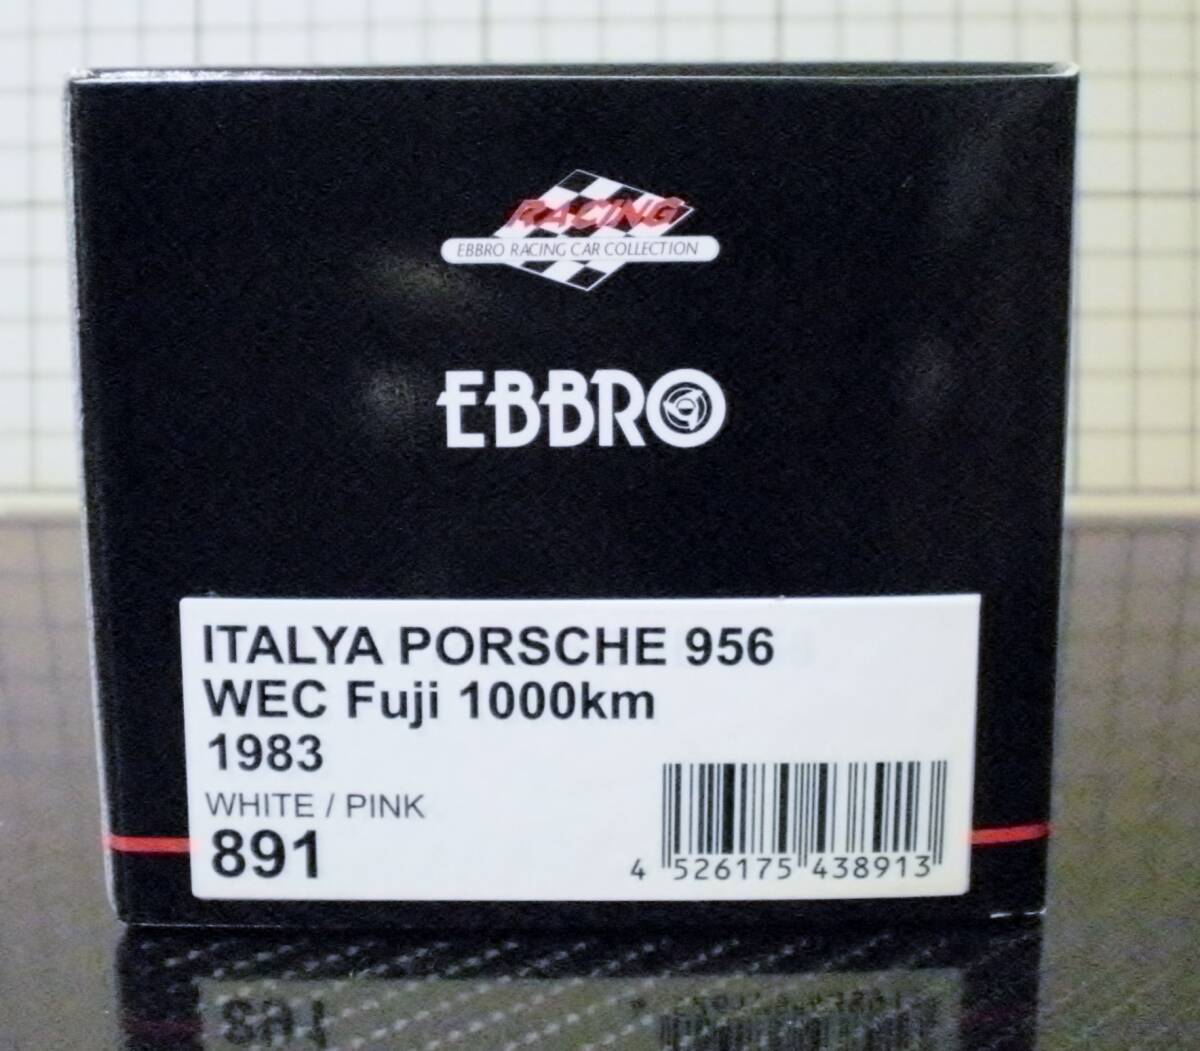 RACING
EBBRO RACING CAR COLLECTION
EBBRO
ITALYA PORSCHE 956
WEC Fuji 1000km
1983
WHITE / PINK
891
4 526175 438913